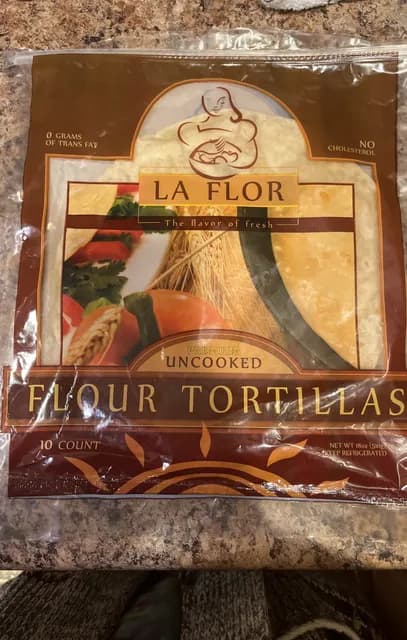 0 GRAMS
OF TRANS FAT
NO
CHOLESTEROL
LA FLOR
The flavor of fresh
UNCOOKED
FLOUR TORTILLAS
10 COUNT
NET WT 18oz
KEEP REFRIGERATED